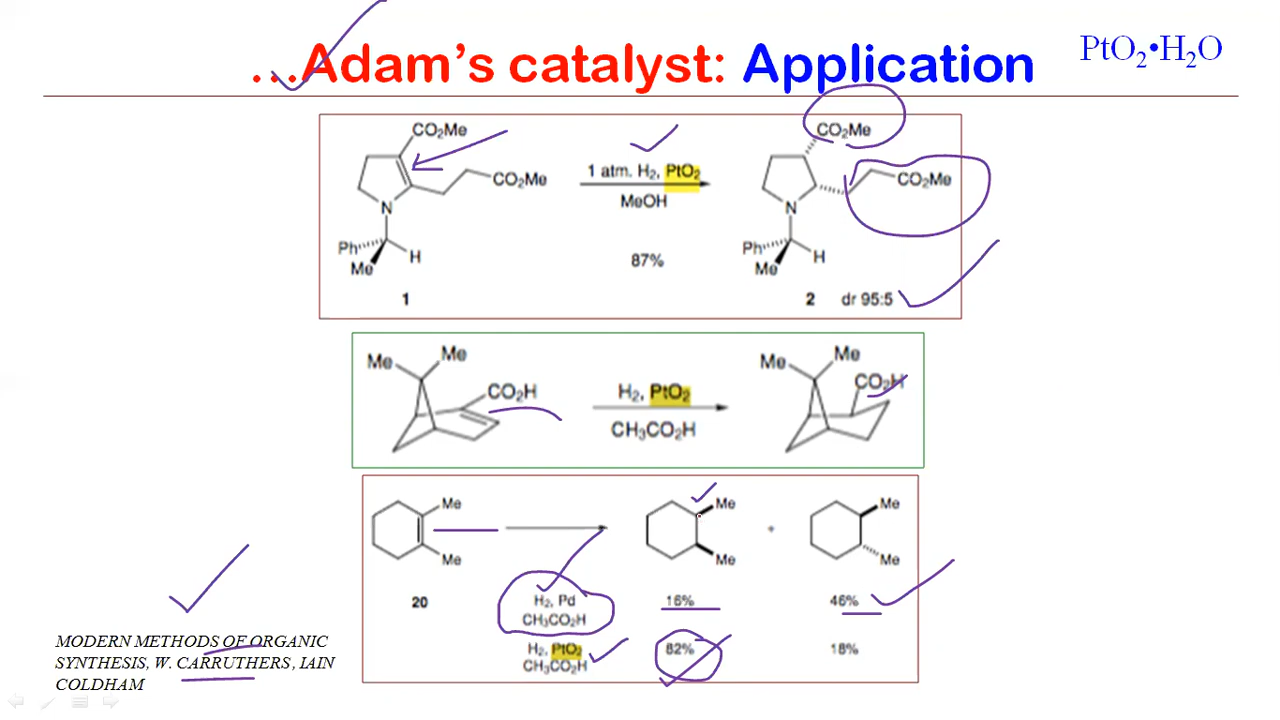 ...Adam's catalyst: Application
PtO₂•H₂O
CO₂Me
CO₂Me
N
Ph
H
Me
1
1 atm. H₂, PtO₂
MeOH
87%
CO₂Me
CO₂Me
N
Ph
H
Me
2 dr 95:5
Me
Me
CO₂H
H₂, PtO₂
CH₃CO₂H
Me
Me
CO₂H
Me
Me
20
Me
Me
+
Me
Me
H₂, Pd
CH₃CO₂H
16%
46%
H₂, PtO₂
CH₃CO₂H
82%
18%
MODERN METHODS OF ORGANIC
SYNTHESIS, W. CARRUTHERS, IAIN
COLDHAM